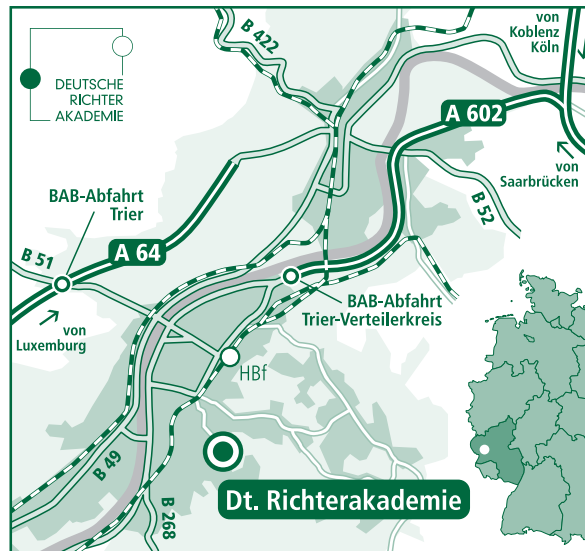 DEUTSCHE
RICHTER
AKADEMIE
B 422
von
Koblenz
Köln
A 602
von
Saarbrücken
BAB-Abfahrt
Trier
B 52
B 51
A 64
BAB-Abfahrt
Trier-Verteilerkreis
von
Luxemburg
HBf
B 49
B 268
Dt. Richterakademie